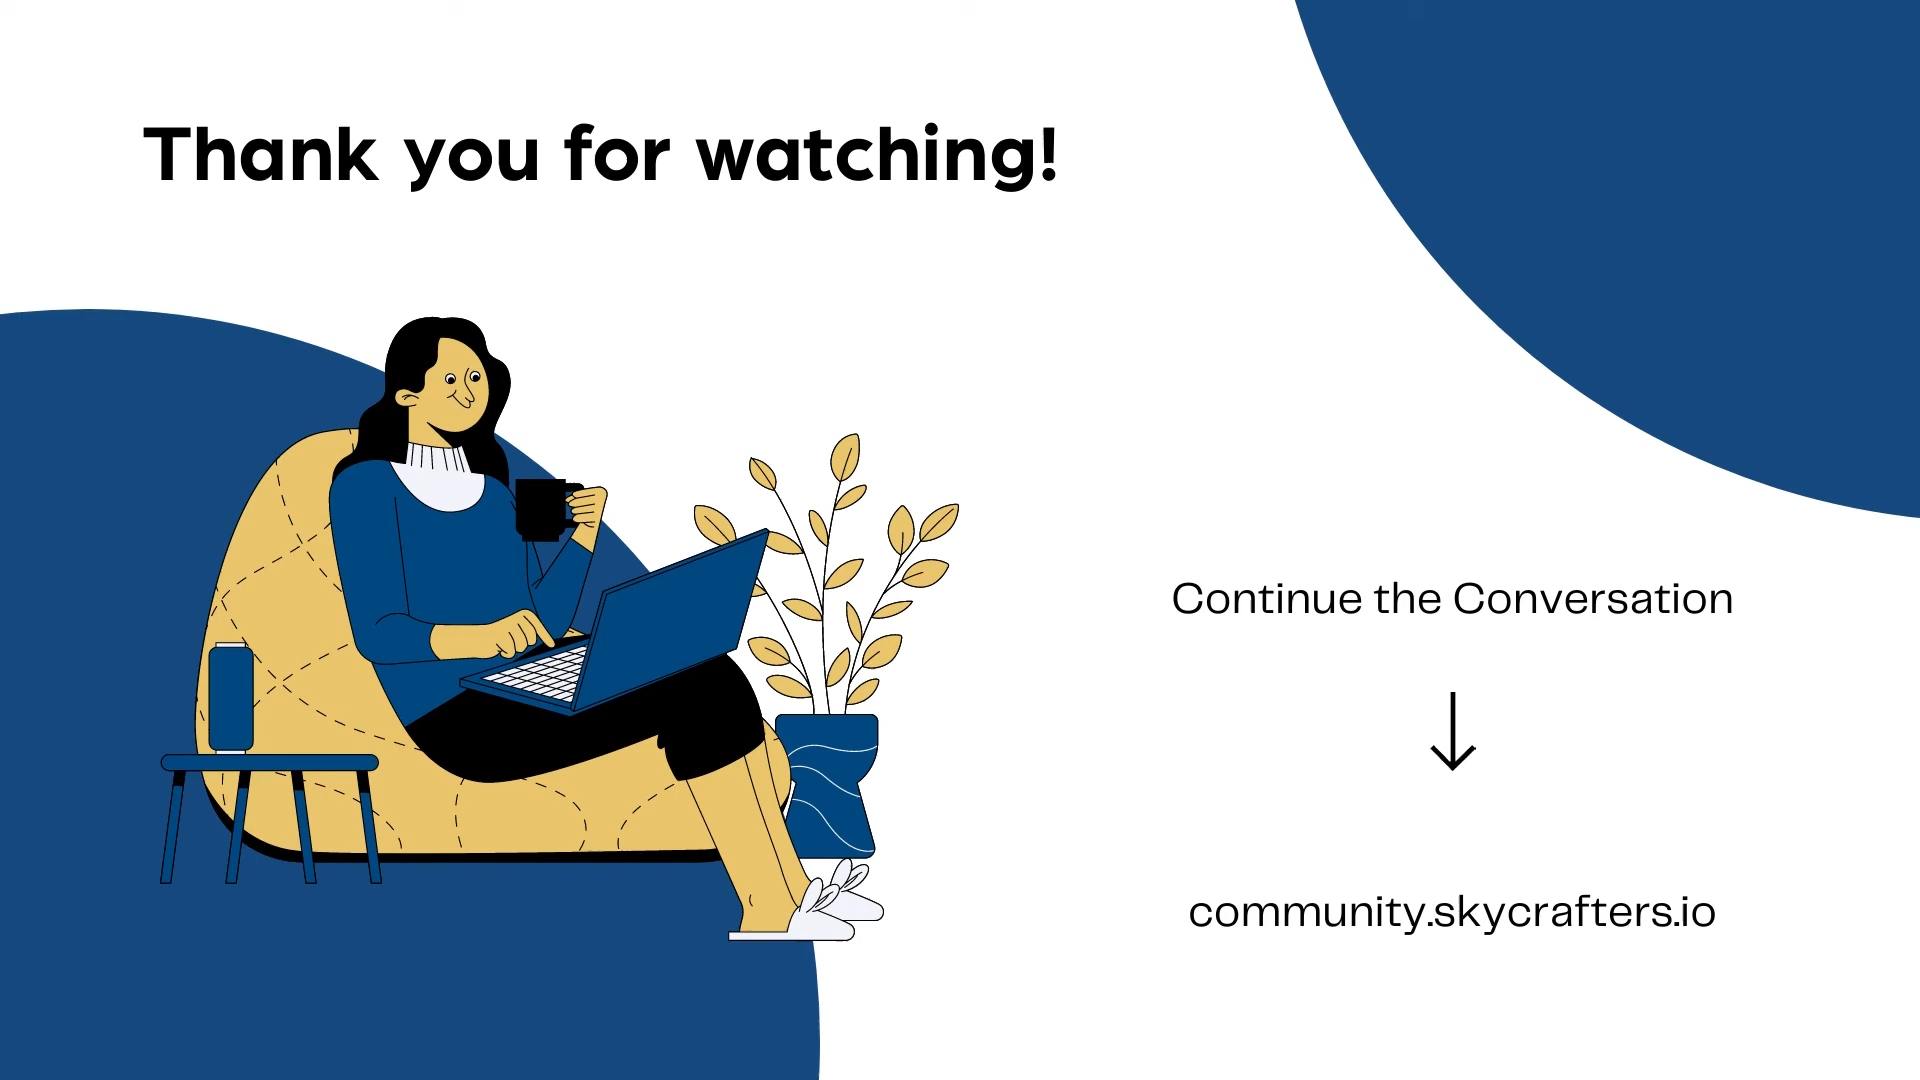 Thank you for watching!
Continue the Conversation
community.skycrafters.io